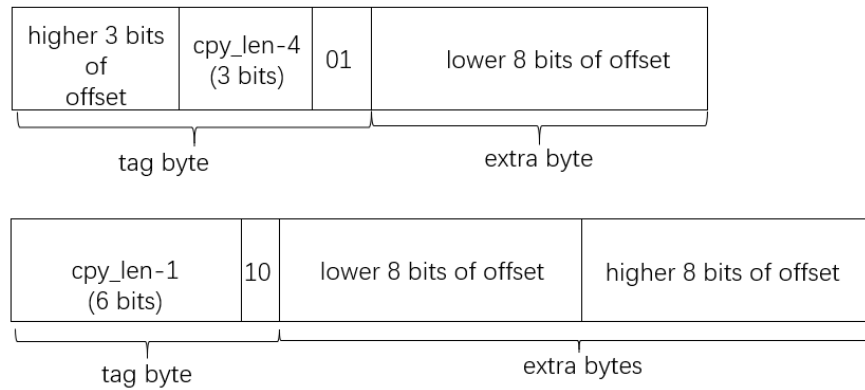 higher 3 bits
of
offset
cpy_len-4
(3 bits)
01
lower 8 bits of offset
tag byte
extra byte
cpy_len-1
(6 bits)
10
lower 8 bits of offset
higher 8 bits of offset
tag byte
extra bytes